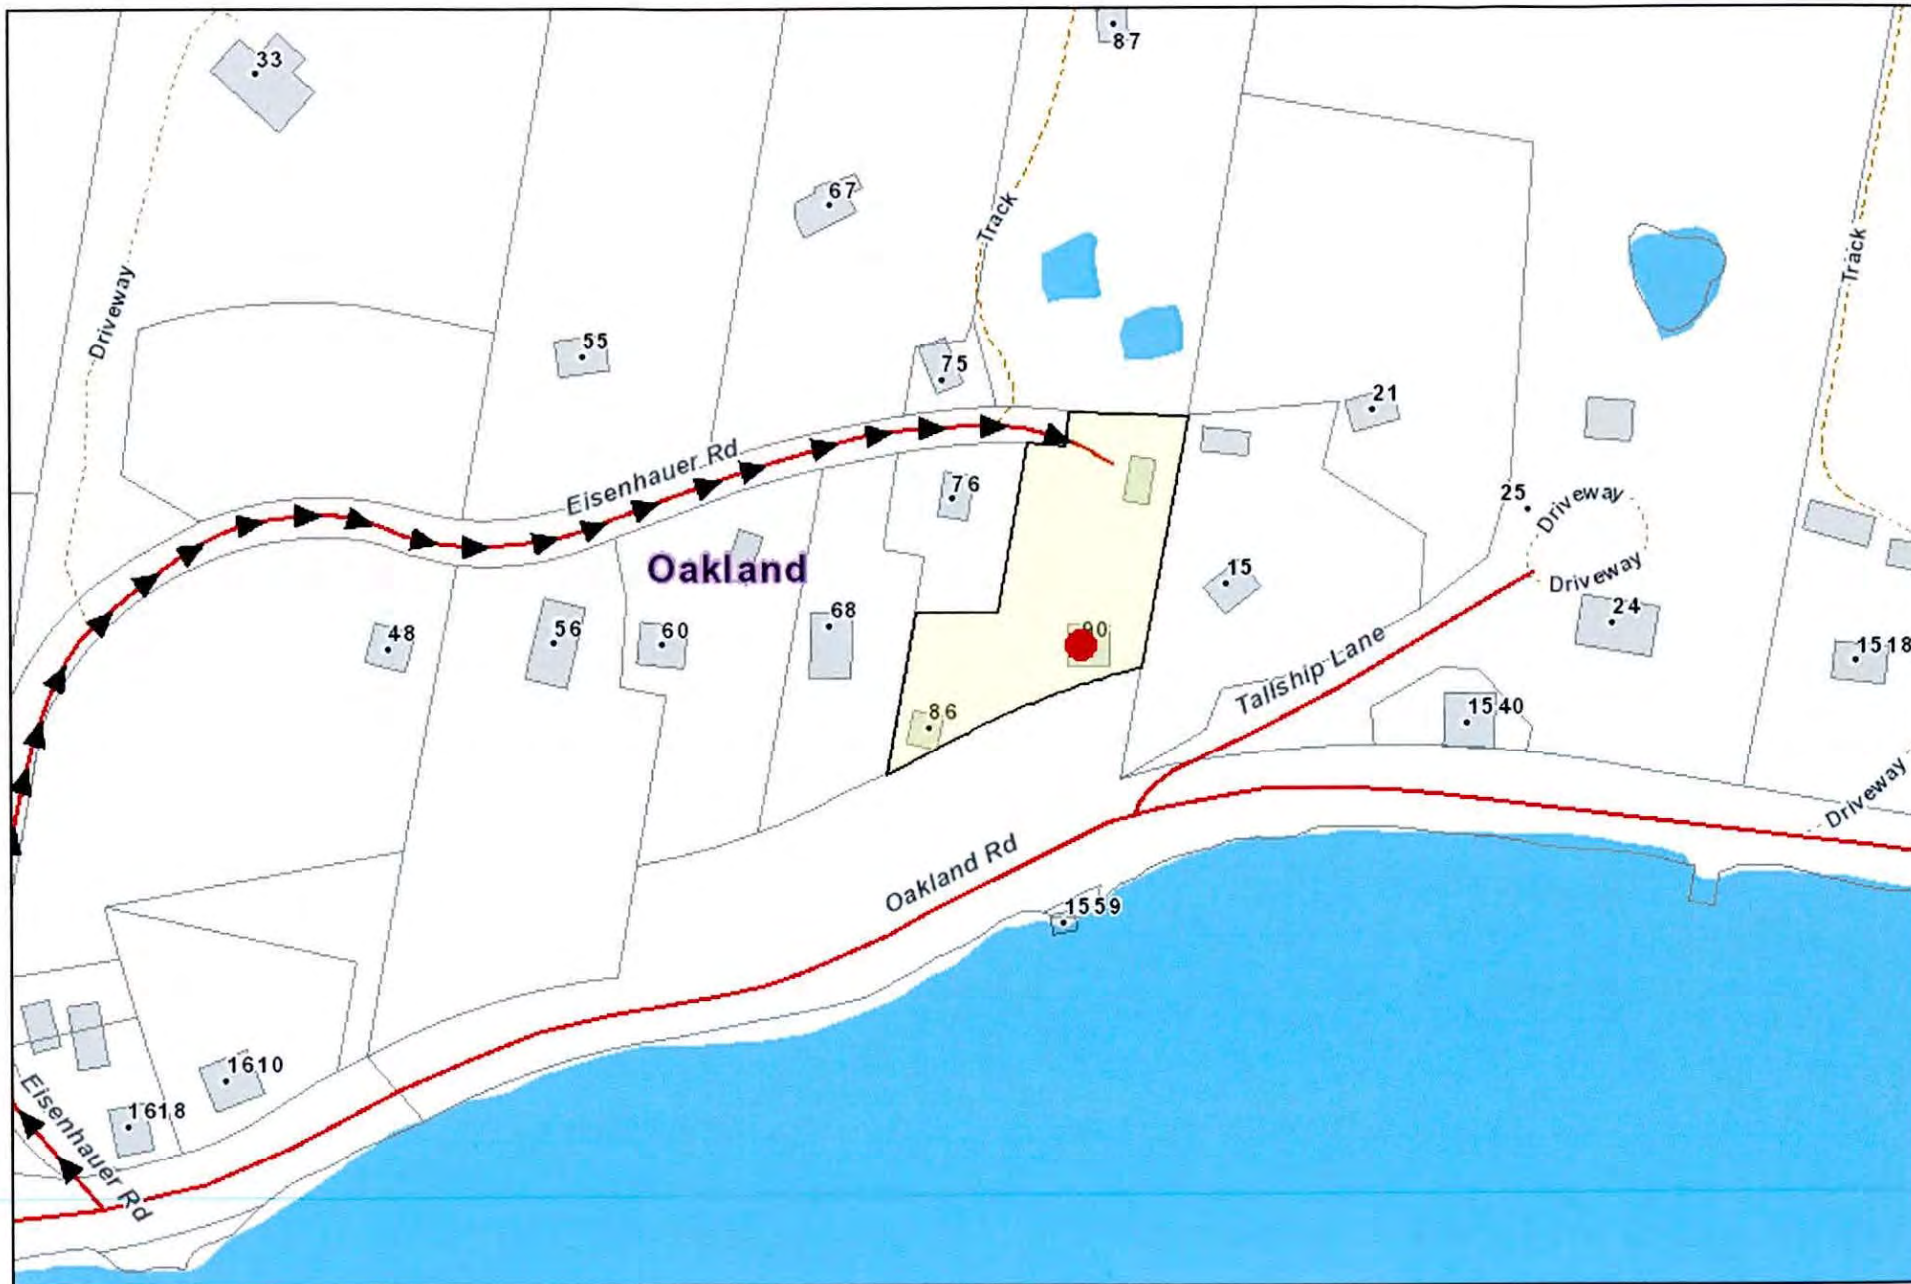 87
33
67
Track
Track
Driveway
55
75
21
Eisenhauer Rd
76
25
Driveway
Oakland
15
Driveway
68
24
48
56
60
90
1518
Tallship Lane
86
1540
Driveway
Oakland Rd
1559
1610
Eisenhauer Rd
1618